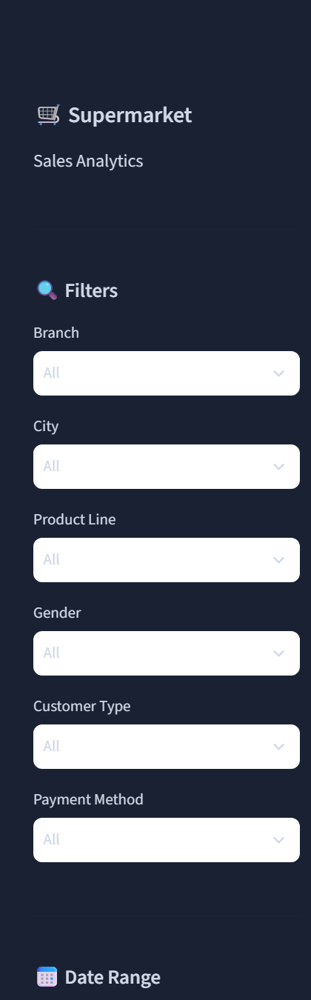 Supermarket
Sales Analytics
Filters
Branch
All
City
All
Product Line
All
Gender
All
Customer Type
All
Payment Method
All
Date Range